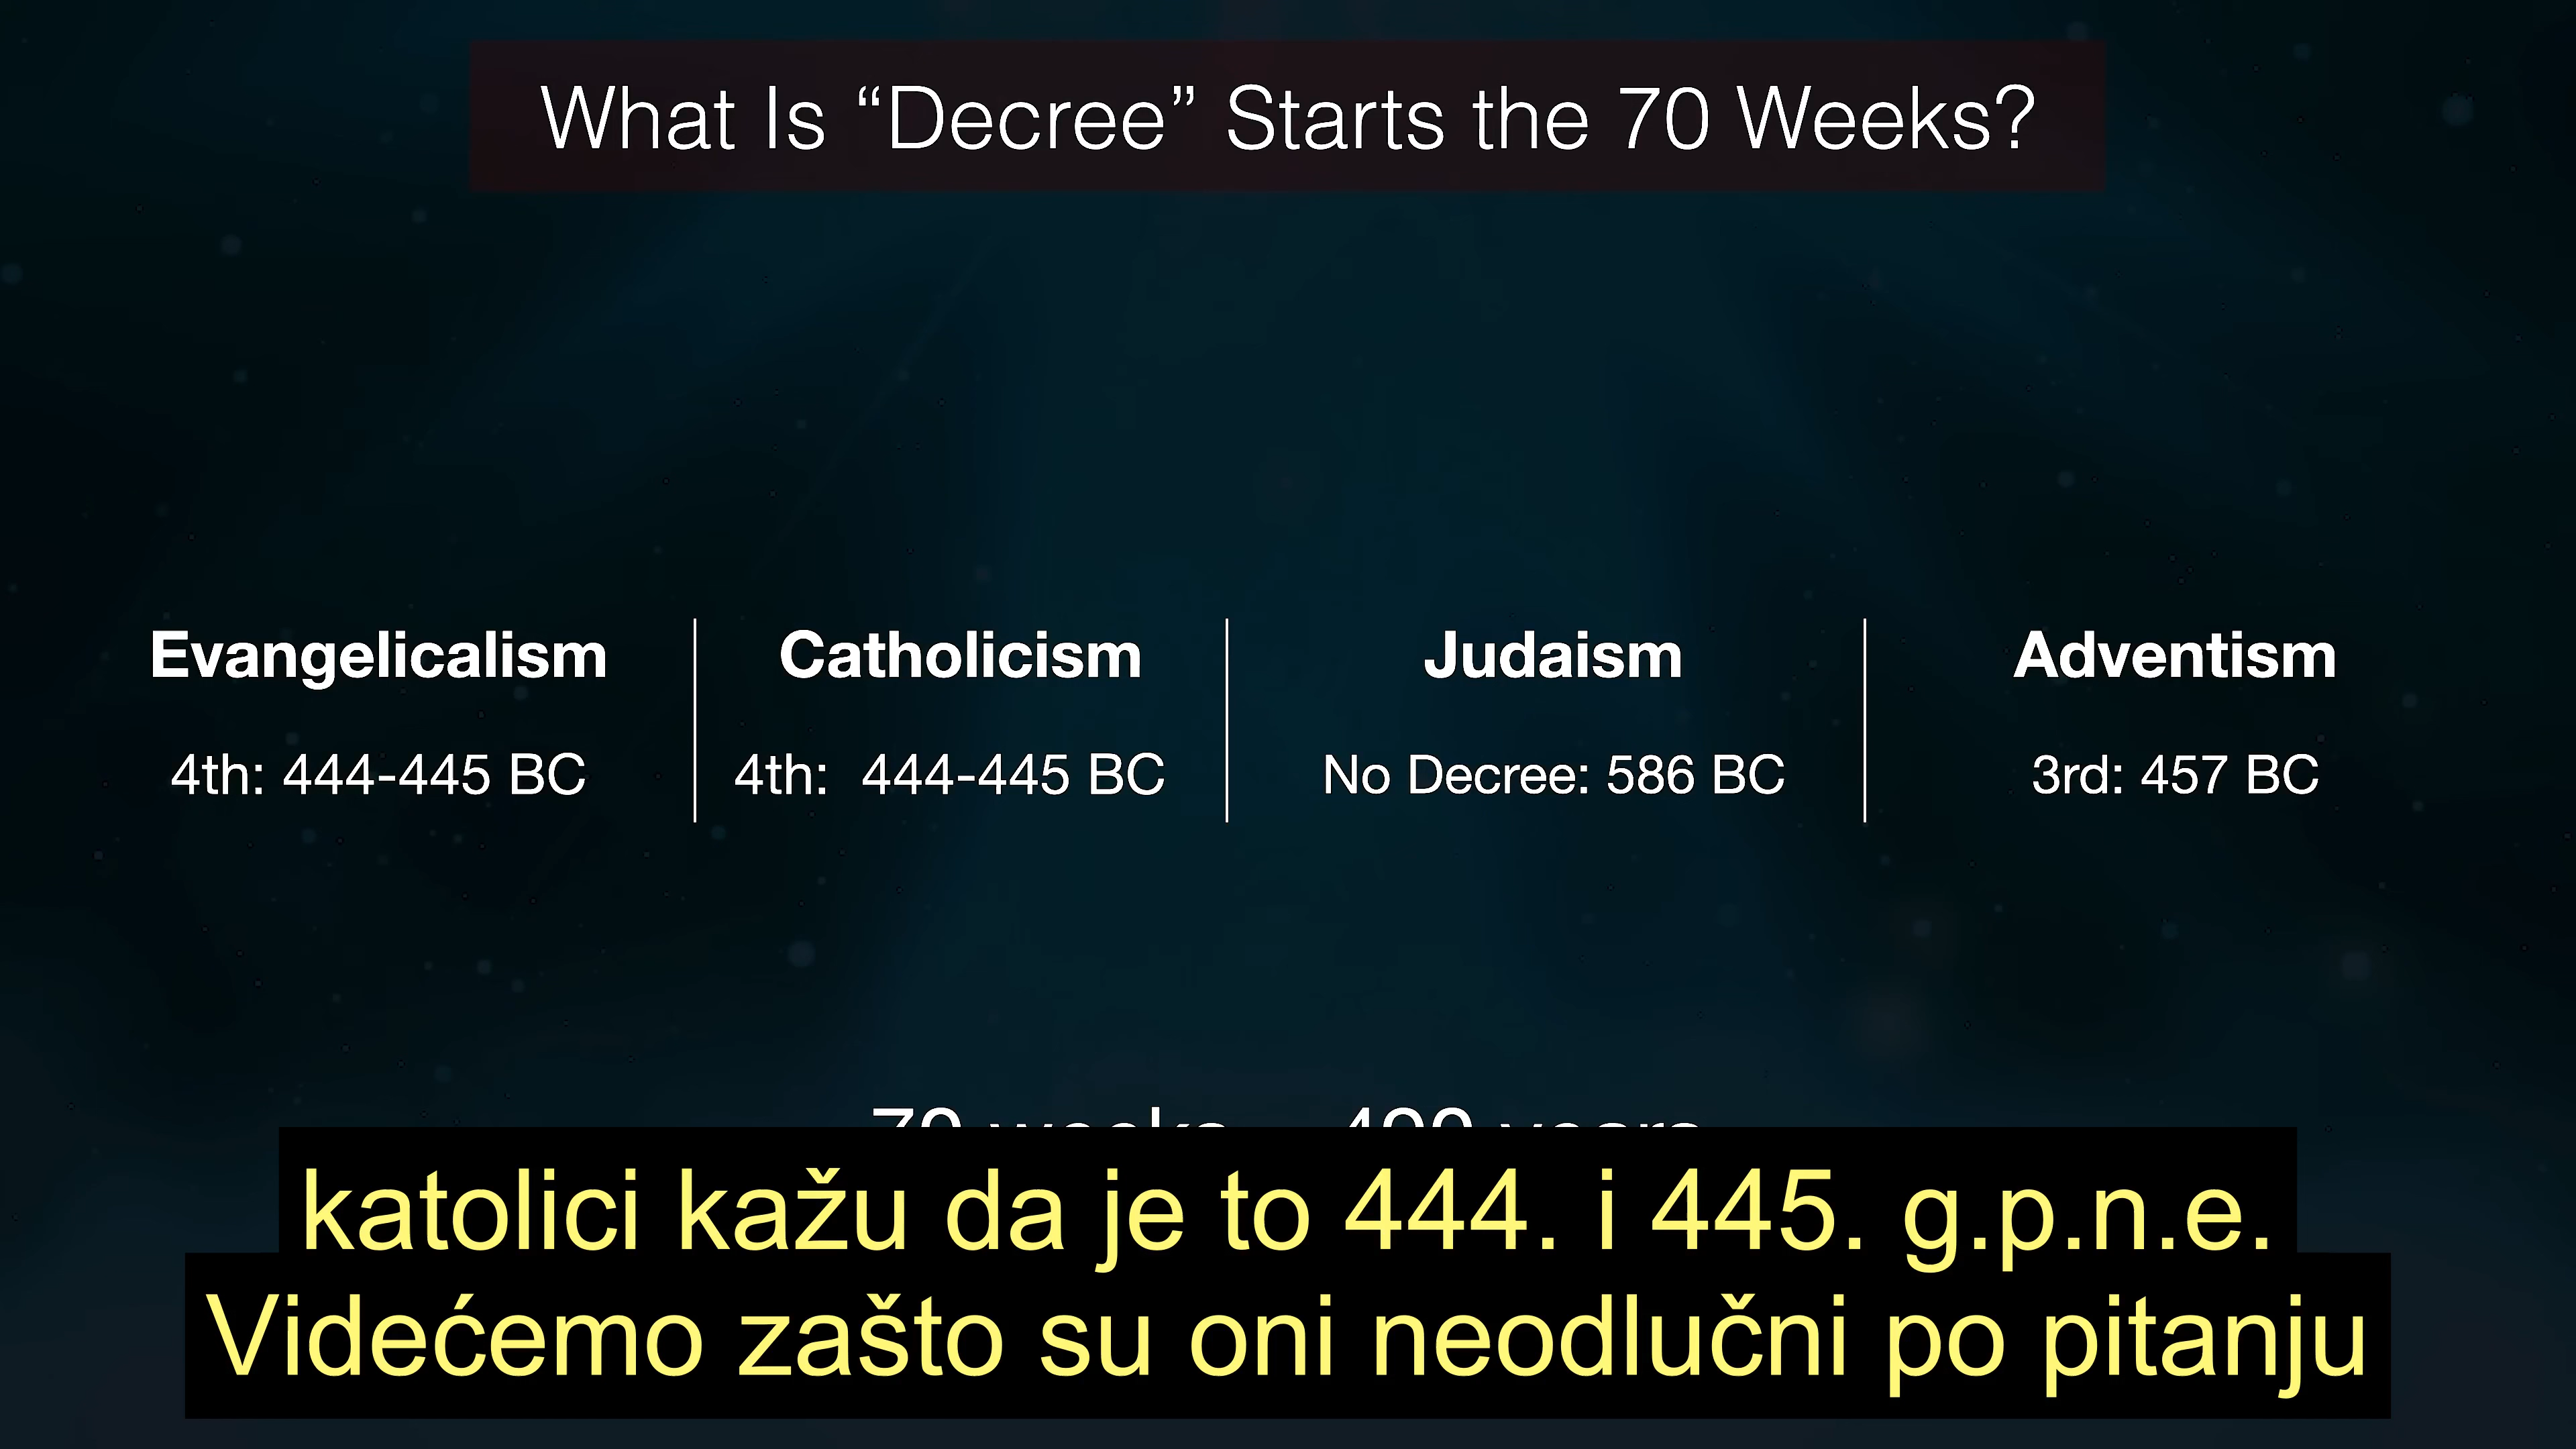 What Is “Decree” Starts the 70 Weeks?
Evangelicalism
4th: 444-445 BC
Catholicism
4th:  444-445 BC
Judaism
No Decree: 586 BC
Adventism
3rd: 457 BC
katolici kažu da je to 444. i 445. g.p.n.e.
Videćemo zašto su oni neodlučni po pitanju